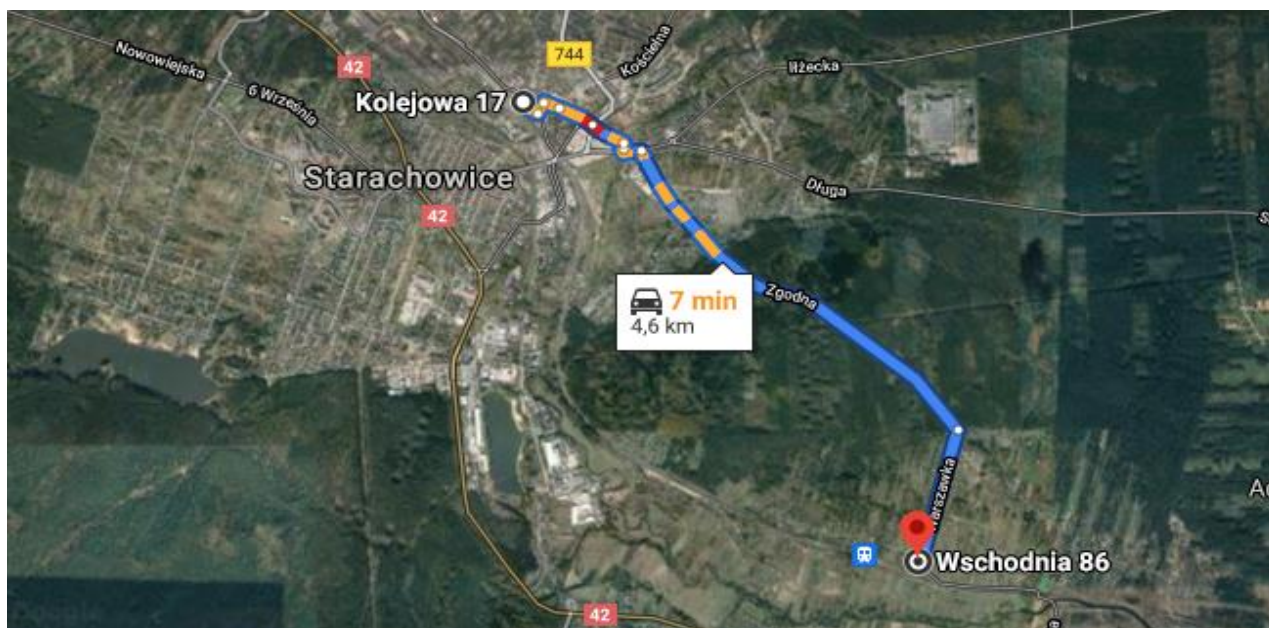 Nowowiejska
42
744
Kościelna
Iłżecka
6 Września
Kolejowa 17
Starachowice
Długa
42
7 min
4,6 km
Zgodna
Wschodnia 86
42